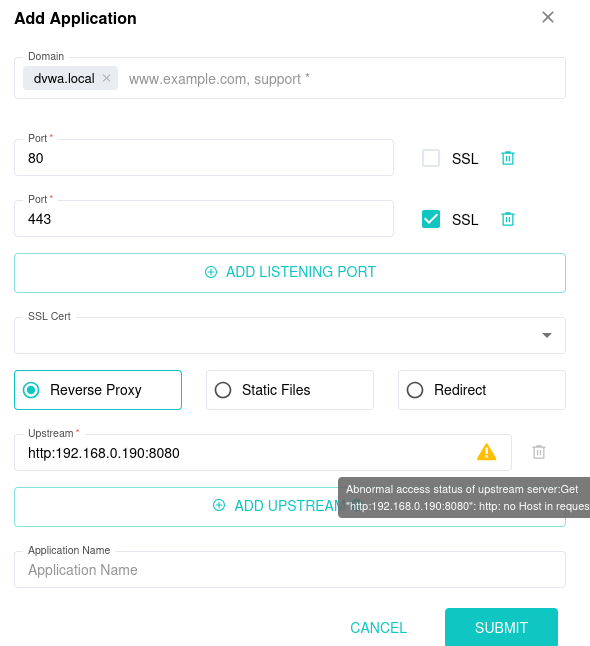 Add Application
Domain
dvwa.local
www.example.com, support *
Port *
80
SSL
Port *
443
SSL
ADD LISTENING PORT
SSL Cert
Reverse Proxy
Static Files
Redirect
Upstream *
http:192.168.0.190:8080
Abnormal access status of upstream server:Get
"http:192.168.0.190:8080": http: no Host in reques
ADD UPSTREAM
Application Name
Application Name
CANCEL
SUBMIT